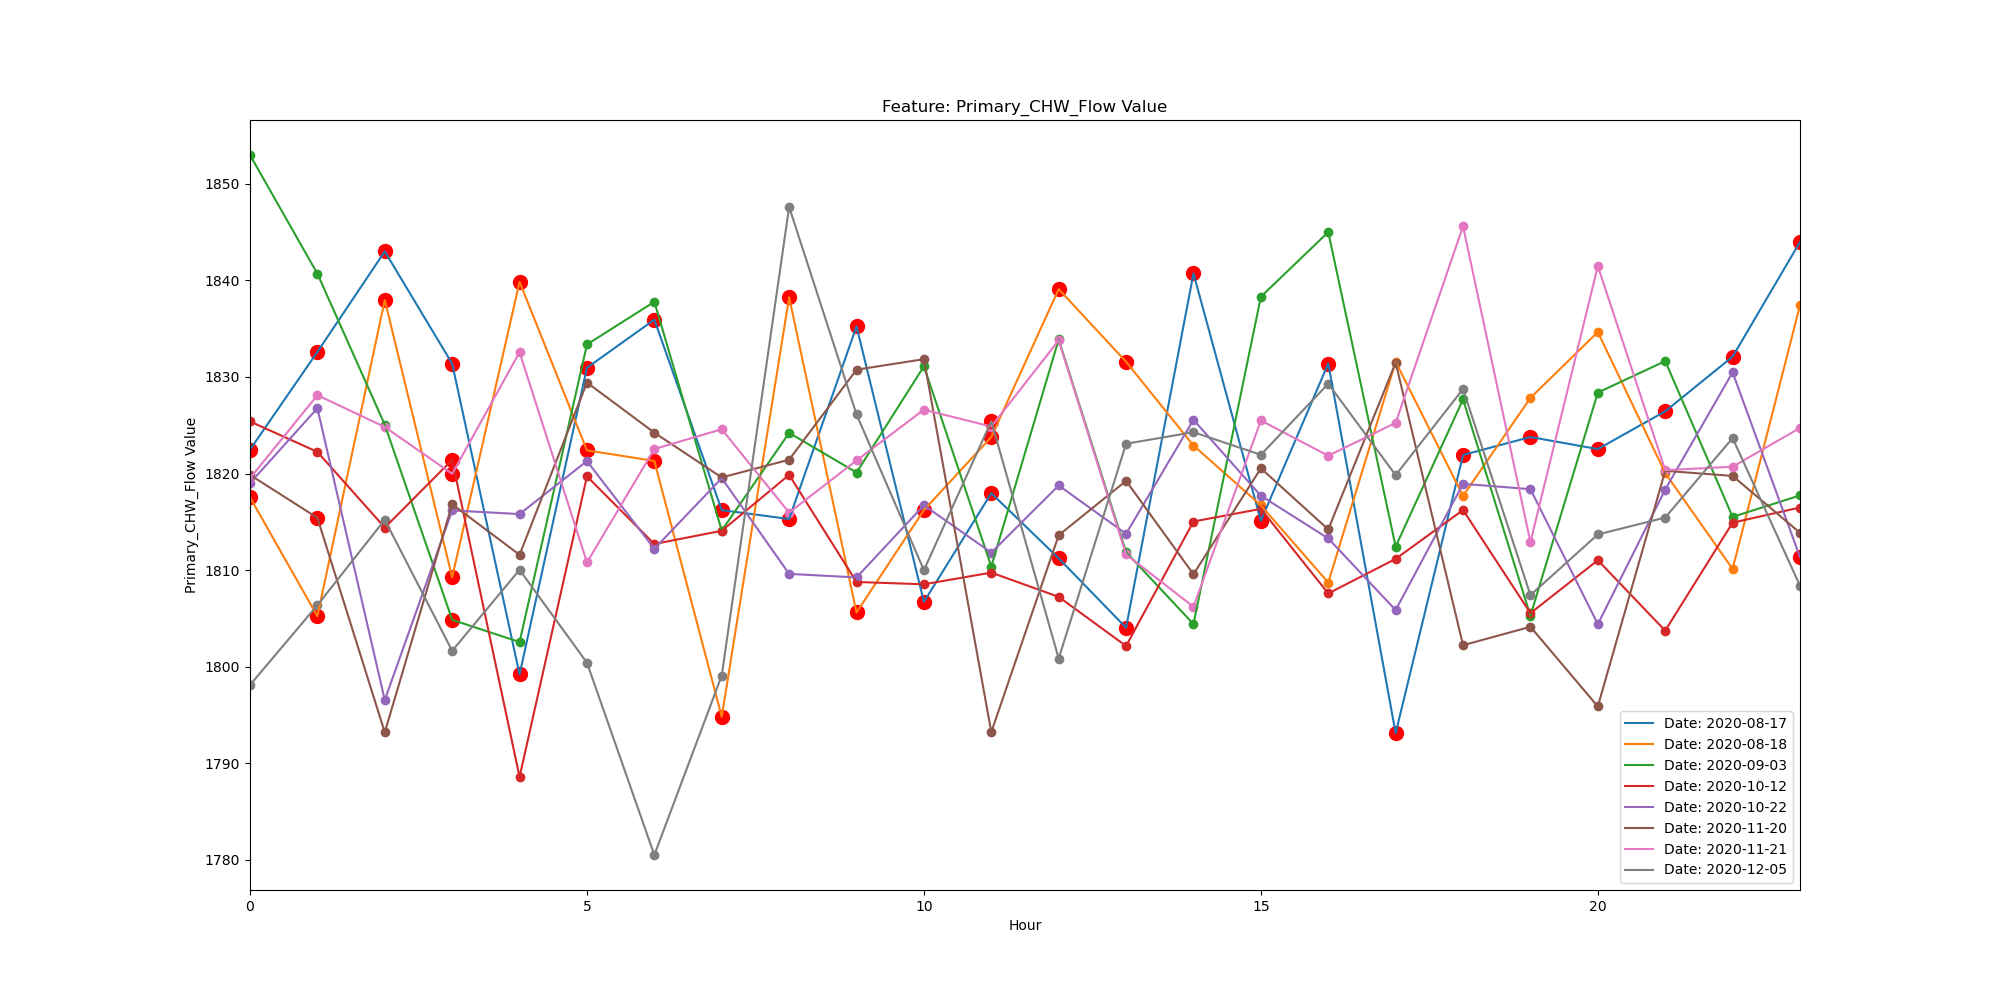 Feature: Primary_CHW_Flow Value
Primary_CHW_Flow Value
1850
1840
1830
1820
1810
1800
1790
1780
0 5 10 15 20
Hour
Date: 2020-08-17
Date: 2020-08-18
Date: 2020-09-03
Date: 2020-10-12
Date: 2020-10-22
Date: 2020-11-20
Date: 2020-11-21
Date: 2020-12-05